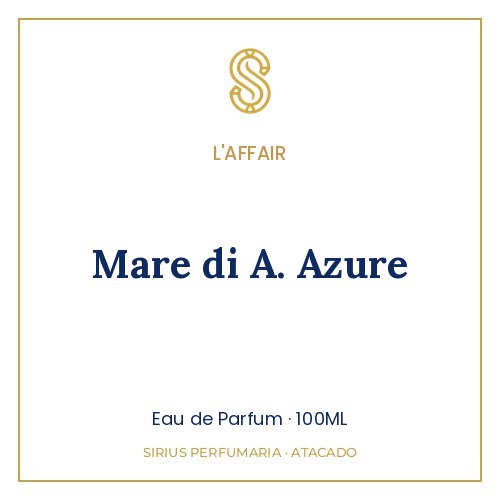 L'AFFAIR
Mare di A. Azure
Eau de Parfum · 100ML
SIRIUS PERFUMARIA · ATACADO